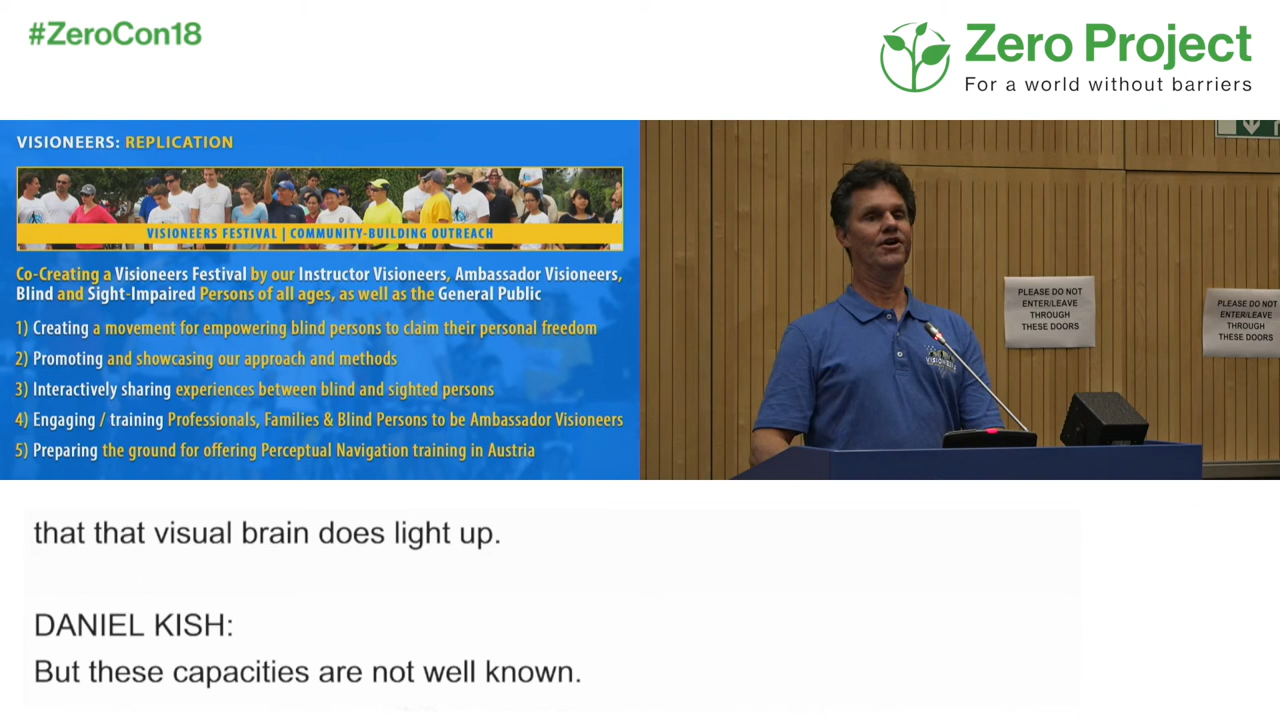 #ZeroCon18
Zero Project
For a world without barriers
VISIONEERS: REPLICATION
VISIONEERS FESTIVAL | COMMUNITY-BUILDING OUTREACH
Co-Creating a Visioneers Festival by our Instructor Visioneers, Ambassador Visioneers,
Blind and Sight-Impaired Persons of all ages, as well as the General Public
1) Creating a movement for empowering blind persons to claim their personal freedom
2) Promoting and showcasing our approach and methods
3) Interactively sharing experiences between blind and sighted persons
4) Engaging / training Professionals, Families & Blind Persons to be Ambassador Visioneers
5) Preparing the ground for offering Perceptual Navigation training in Austria
PLEASE DO NOT
ENTER/LEAVE
THROUGH
THESE DOORS
PLEASE DO NOT
ENTER/LEAVE
THROUGH
THESE DOORS
VISIONEERS
that that visual brain does light up.
DANIEL KISH:
But these capacities are not well known.